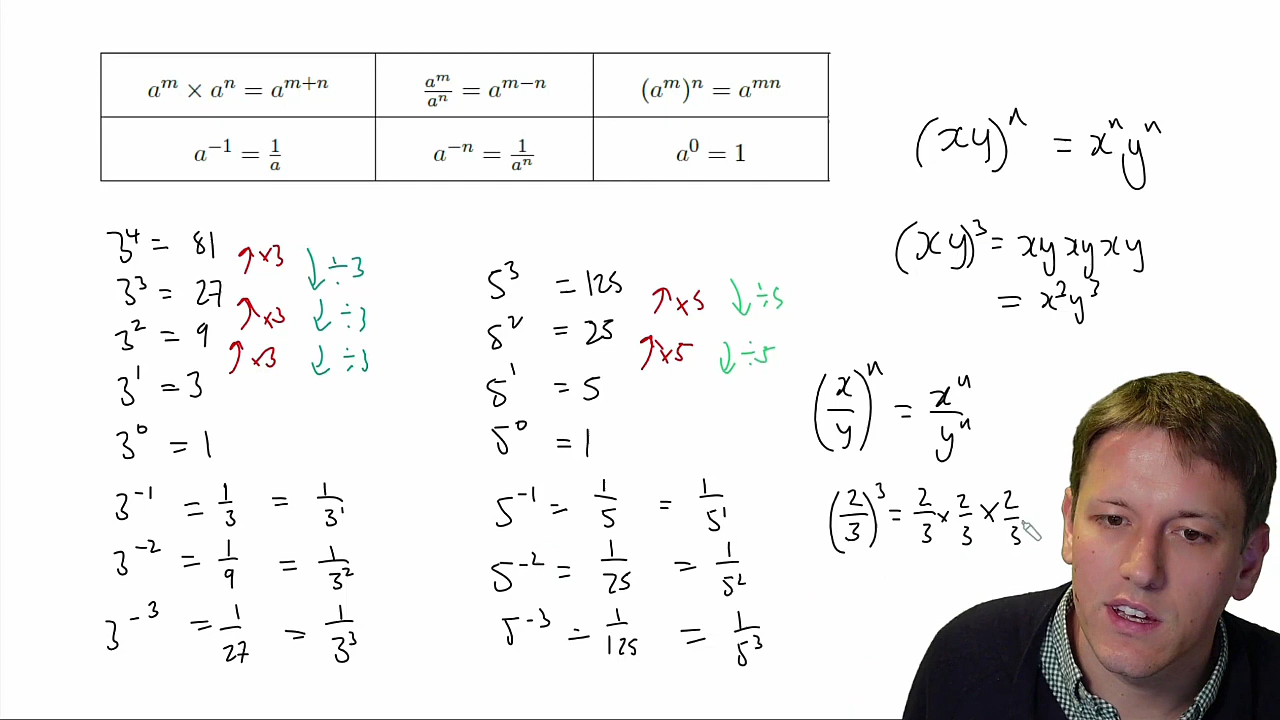 a^m × a^n = a^{m+n}
a^m/a^n = a^{m−n}
(a^m)^n = a^{mn}
a^{−1} = 1/a
a^{−n} = 1/a^n
a^0 = 1
3^4 = 81
3^3 = 27
3^2 = 9
3^1 = 3
3^0 = 1
3^{-1} = 1/3 = 1/3^1
3^{-2} = 1/9 = 1/3^2
3^{-3} = 1/27 = 1/3^3
↑×3 ↓÷3
↑×3 ↓÷3
↑×3 ↓÷3
5^3 = 125
5^2 = 25
5^1 = 5
5^0 = 1
5^{-1} = 1/5 = 1/5^1
5^{-2} = 1/25 = 1/5^2
5^{-3} = 1/125 = 1/5^3
↑×5 ↓÷5
↑×5 ↓÷5
(xy)^n = x^n y^n
(xy)^3 = xy xy xy
= x^3y^3
(x/y)^n = x^n/y^n
(2/3)^3 = 2/3 × 2/3 × 2/3